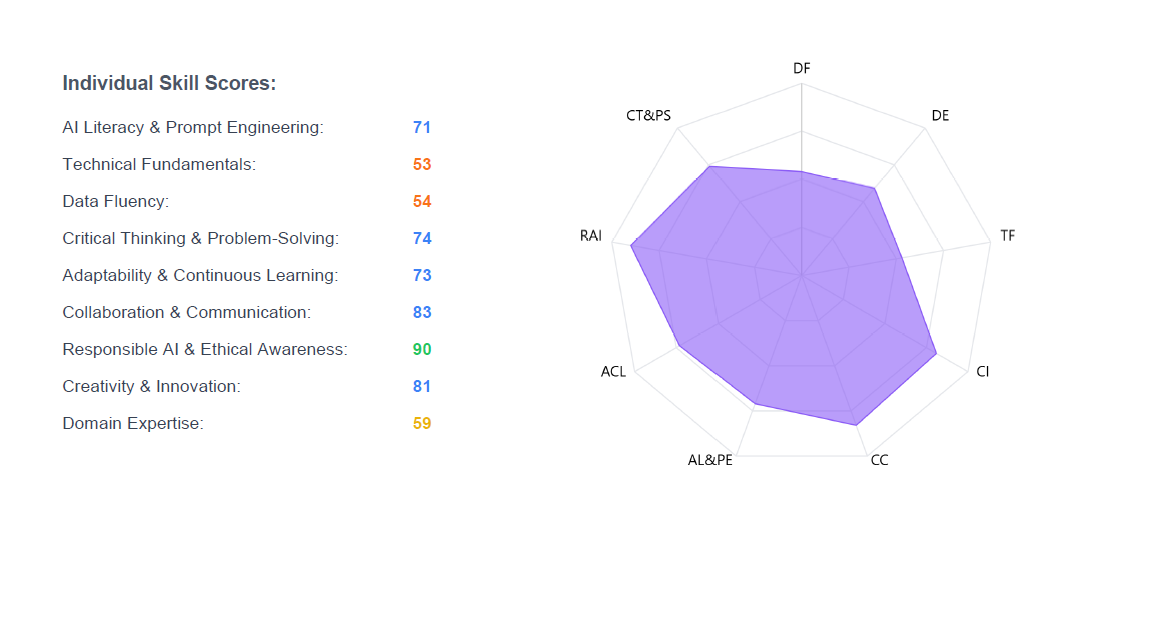 Individual Skill Scores:
AI Literacy & Prompt Engineering: 71
Technical Fundamentals: 53
Data Fluency: 54
Critical Thinking & Problem-Solving: 74
Adaptability & Continuous Learning: 73
Collaboration & Communication: 83
Responsible AI & Ethical Awareness: 90
Creativity & Innovation: 81
Domain Expertise: 59
DF
CT&PS
DE
RAI
TF
ACL
CI
AL&PE
CC